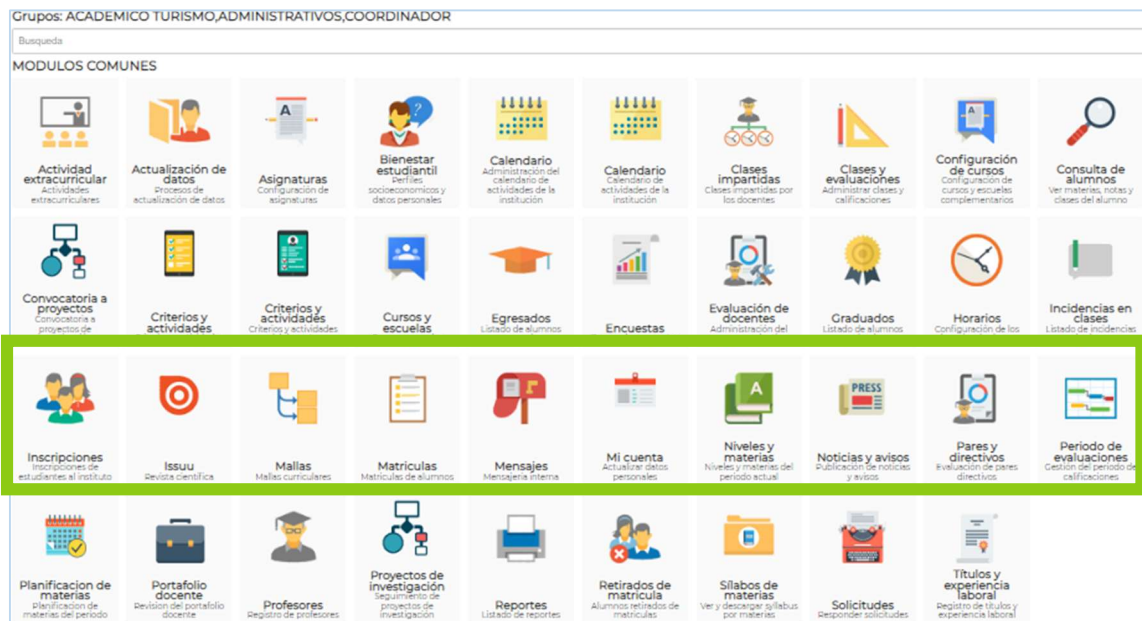 Grupos: ACADEMICO TURISMO,ADMINISTRATIVOS,COORDINADOR
Busqueda
MODULOS COMUNES
Actividad
extracurricular
Actividades
extracurriculares
Actualización de
datos
Procesos de
actualización de datos
A
Asignaturas
Configuración de
asignaturas
?
Bienestar
estudiantil
Perfiles
socioeconomicos y
datos personales
Calendario
Administración del
calendario de
actividades de la
institución
Calendario
Calendario de
actividades de la
institución
Clases
impartidas
Clases impartidas por
los docentes
Clases y
evaluaciones
Administrar clases y
calificaciones
A
Configuración
de cursos
Configuración de
cursos y escuelas
complementarios
Consulta de
alumnos
Ver materias, notas y
clases del alumno
Convocatoria a
proyectos
Convocatoria a
proyectos de
Criterios y
actividades
Criterios y
actividades
Criterios y actividades
Cursos y
escuelas
Egresados
Listado de alumnos
Encuestas
Evaluación de
docentes
Administración del
Graduados
Listado de alumnos
Horarios
Configuración de los
Incidencias en
clases
Listado de incidencias
Inscripciones
Inscripciones de
estudiantes al instituto
Issuu
Revista científica
Mallas
Mallas curriculares
Matriculas
Matriculas de alumnos
Mensajes
Mensajeria interna
Mi cuenta
Actualizar datos
personales
A
Niveles y
materias
Niveles y materias del
periodo actual
PRESS
Noticias y avisos
Publicación de noticias
y avisos
Pares y
directivos
Evaluación de pares
directivos
Periodo de
evaluaciones
Gestion del periodo de
calificaciones
Planificacion de
materias
Planificacion de
materias del periodo
Portafolio
docente
Revision del portafolio
docente
Profesores
Registro de profesores
Proyectos de
investigación
Seguimiento de
proyectos de
investigación
Reportes
Listado de reportes
Retirados de
matricula
Alumnos retirados de
matriculas
Sílabos de
materias
Ver y descargar syllabus
por materias
Solicitudes
Responder solicitudes
Títulos y
experiencia
laboral
Registro de titulos y
experiencia laboral